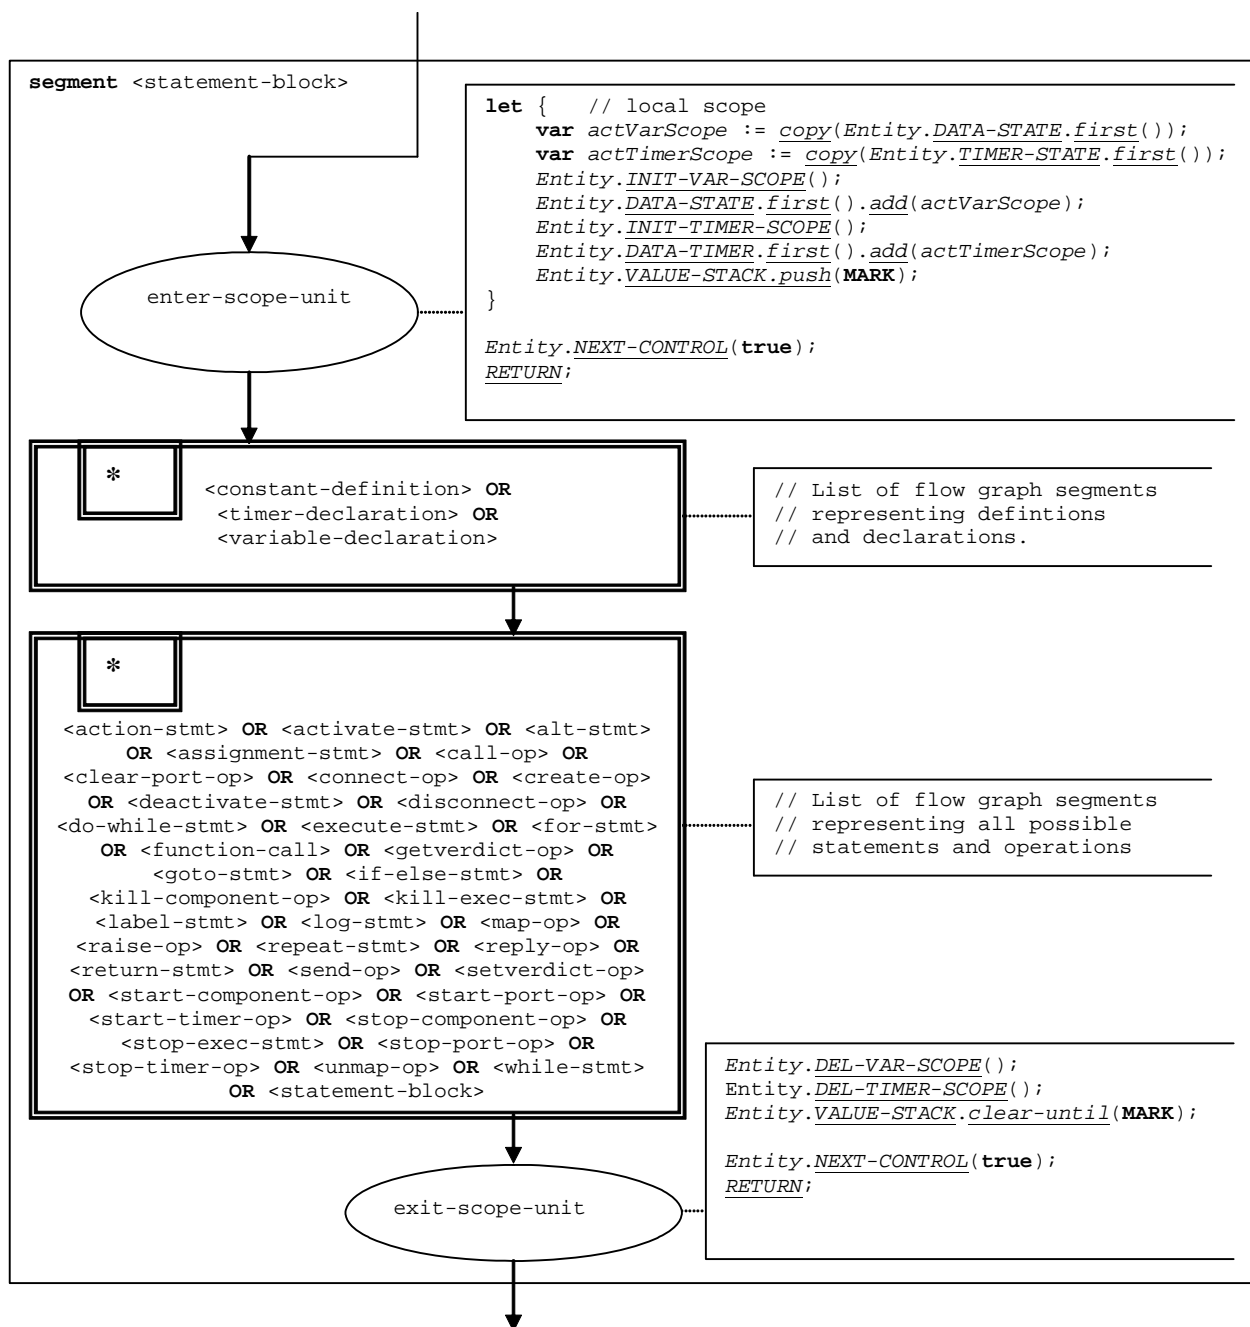 segment <statement-block>
let {   // local scope
var actVarScope := copy(Entity.DATA-STATE.first());
var actTimerScope := copy(Entity.TIMER-STATE.first());
Entity.INIT-VAR-SCOPE();
Entity.DATA-STATE.first().add(actVarScope);
Entity.INIT-TIMER-SCOPE();
Entity.DATA-TIMER.first().add(actTimerScope);
Entity.VALUE-STACK.push(MARK);
}
Entity.NEXT-CONTROL(true);
RETURN;
enter-scope-unit
*
<constant-definition> OR
<timer-declaration> OR
<variable-declaration>
// List of flow graph segments
// representing defintions
// and declarations.
*
<action-stmt> OR <activate-stmt> OR <alt-stmt>
OR <assignment-stmt> OR <call-op> OR
<clear-port-op> OR <connect-op> OR <create-op>
OR <deactivate-stmt> OR <disconnect-op> OR
<do-while-stmt> OR <execute-stmt> OR <for-stmt>
OR <function-call> OR <getverdict-op> OR
<goto-stmt> OR <if-else-stmt> OR
<kill-component-op> OR <kill-exec-stmt> OR
<label-stmt> OR <log-stmt> OR <map-op> OR
<raise-op> OR <repeat-stmt> OR <reply-op> OR
<return-stmt> OR <send-op> OR <setverdict-op>
OR <start-component-op> OR <start-port-op> OR
<start-timer-op> OR <stop-component-op> OR
<stop-exec-stmt> OR <stop-port-op> OR
<stop-timer-op> OR <unmap-op> OR <while-stmt>
OR <statement-block>
// List of flow graph segments
// representing all possible
// statements and operations
Entity.DEL-VAR-SCOPE();
Entity.DEL-TIMER-SCOPE();
Entity.VALUE-STACK.clear-until(MARK);
Entity.NEXT-CONTROL(true);
RETURN;
exit-scope-unit